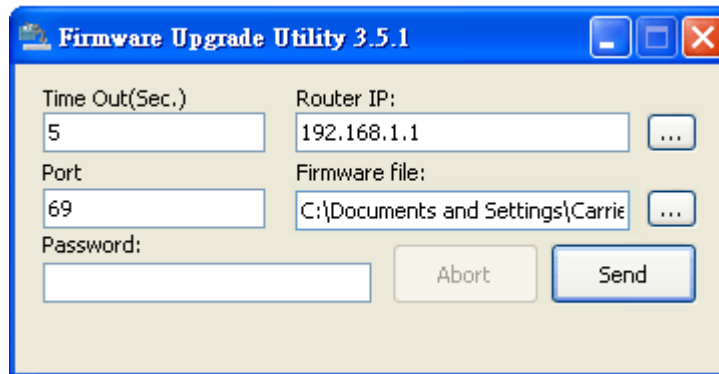 Firmware Upgrade Utility 3.5.1
Time Out(Sec.) Router IP:
5 192.168.1.1 ...
Port Firmware file:
69 C:\Documents and Settings\Carrie ...
Password:
Abort Send